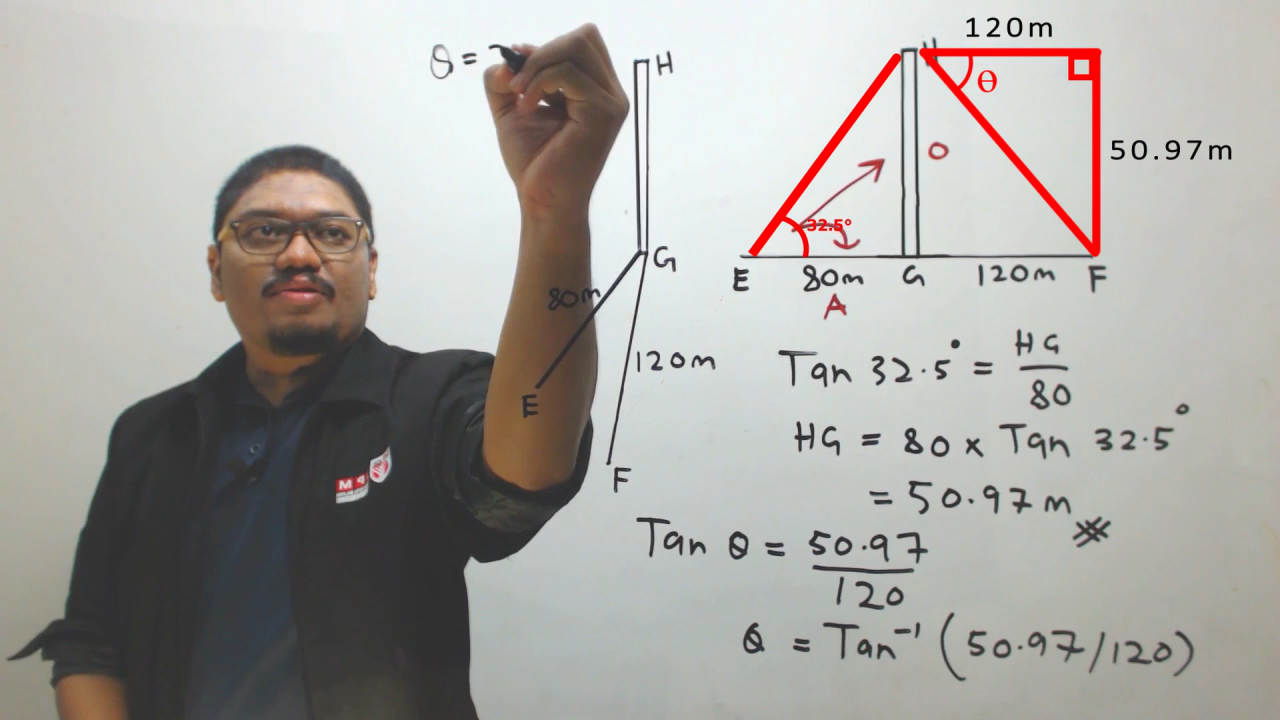 θ =
H
G
80m
120m
E
F
120m
H
θ
50.97m
O
32.5°
E 80m G 120m F
A
Tan 32.5° = HG / 80
HG = 80 x Tan 32.5°
= 50.97 m
Tan θ = 50.97 / 120
θ = Tan⁻¹ (50.97/120)